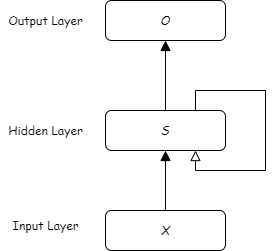 Output Layer O
Hidden Layer S
Input Layer X